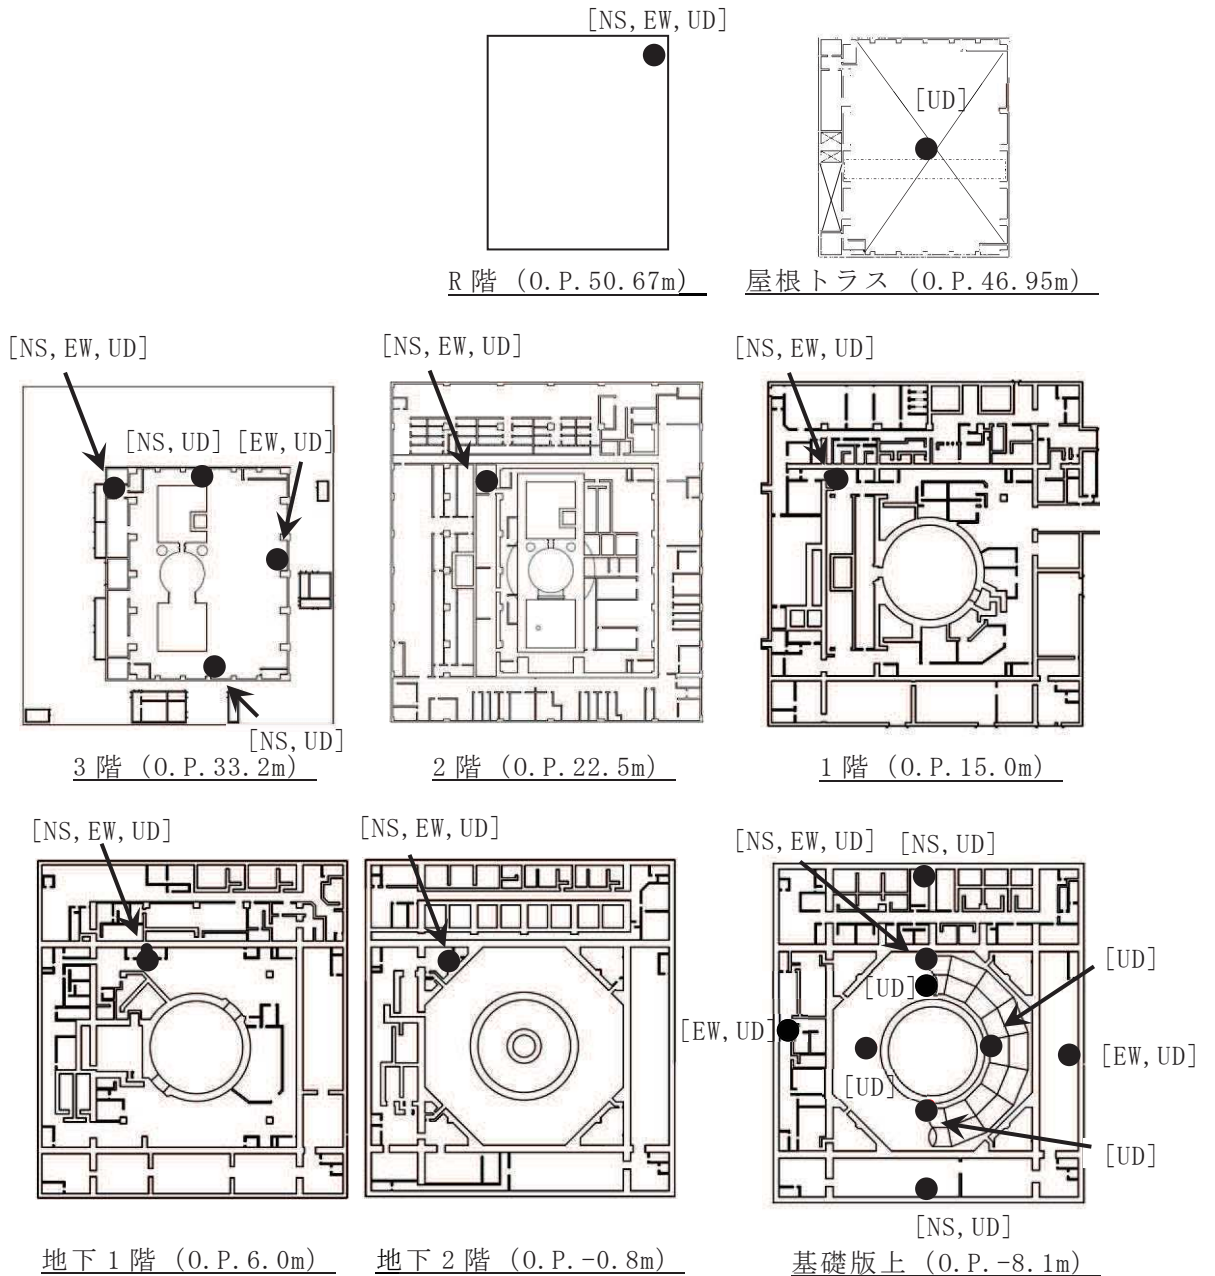 [NS,EW,UD]
[UD]
R階 (O.P.50.67m)
屋根トラス (O.P.46.95m)
[NS,EW,UD]
[NS,EW,UD]
[NS,EW,UD]
[NS,UD]
[EW,UD]
[NS,UD]
3階 (O.P.33.2m)
2階 (O.P.22.5m)
1階 (O.P.15.0m)
[NS,EW,UD]
[NS,EW,UD]
[NS,EW,UD]
[NS,UD]
[UD]
[UD]
[EW,UD]
[EW,UD]
[UD]
[UD]
[NS,UD]
地下1階 (O.P.6.0m)
地下2階 (O.P.-0.8m)
基礎版上 (O.P.-8.1m)